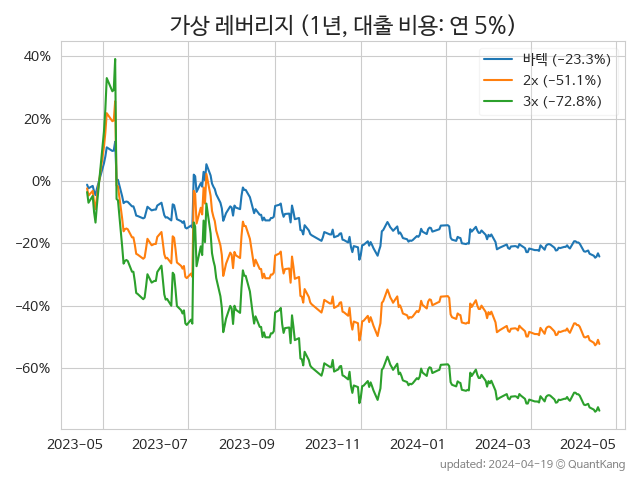 가상 레버리지 (1년, 대출 비용: 연 5%)
바텍 (−23.3%)
2x (−51.1%)
3x (−72.8%)
40%
20%
0%
−20%
−40%
−60%
2023-05 2023-07 2023-09 2023-11 2024-01 2024-03 2024-05
updated: 2024-04-19 © QuantKang